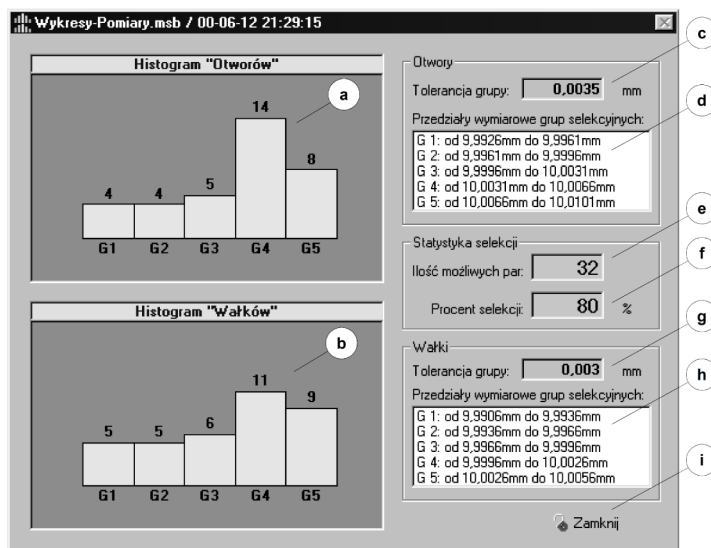 Wykresy-Pomiary.msb / 00-06-12 21:29:15
Histogram "Otworów"
a
14
8
5
4
4
G1 G2 G3 G4 G5
Histogram "Wałków"
b
11
9
6
5
5
G1 G2 G3 G4 G5
Otwory
Tolerancja grupy: 0,0035 mm
Przedziały wymiarowe grup selekcyjnych:
G 1: od 9,9926mm do 9,9961mm
G 2: od 9,9961mm do 9,9996mm
G 3: od 9,9996mm do 10,0031mm
G 4: od 10,0031mm do 10,0066mm
G 5: od 10,0066mm do 10,0101mm
Statystyka selekcji
Ilość możliwych par: 32
Procent selekcji: 80 %
Wałki
Tolerancja grupy: 0,003 mm
Przedziały wymiarowe grup selekcyjnych:
G 1: od 9,9906mm do 9,9936mm
G 2: od 9,9936mm do 9,9966mm
G 3: od 9,9966mm do 9,9996mm
G 4: od 9,9996mm do 10,0026mm
G 5: od 10,0026mm do 10,0056mm
Zamknij
c
d
e
f
g
h
i